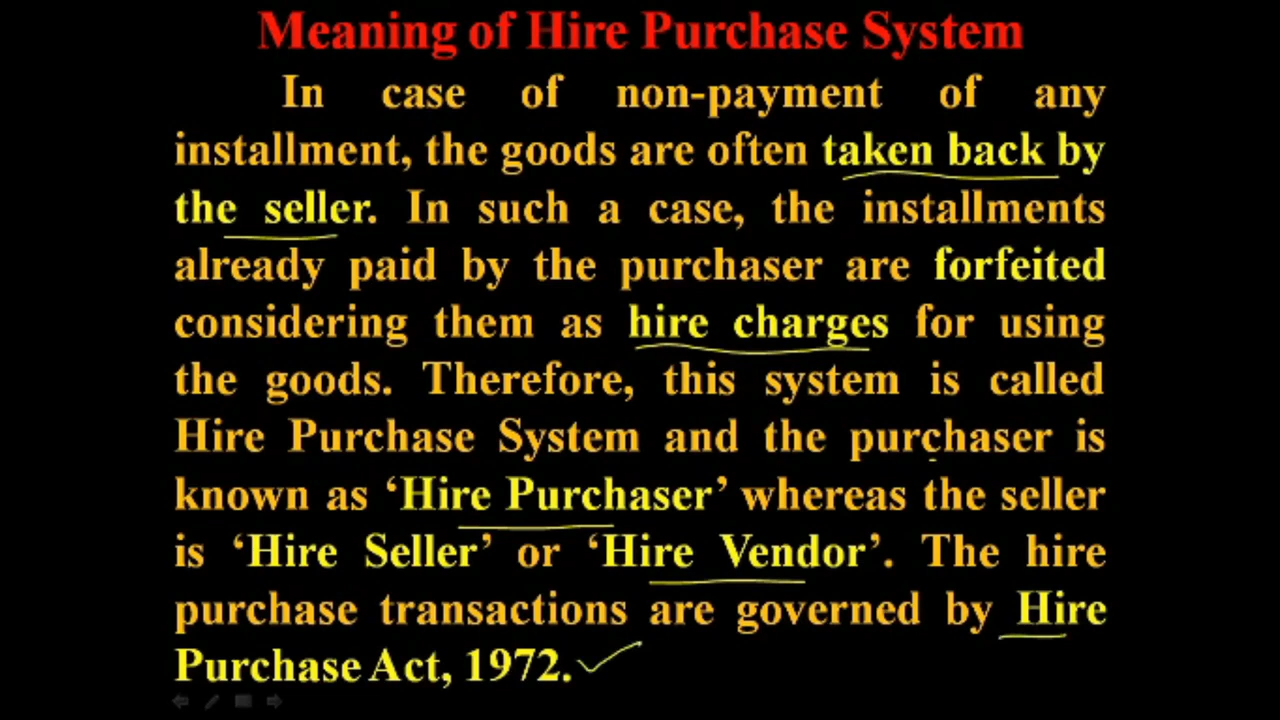 Meaning of Hire Purchase System
In case of non-payment of any
installment, the goods are often taken back by
the seller. In such a case, the installments
already paid by the purchaser are forfeited
considering them as hire charges for using
the goods. Therefore, this system is called
Hire Purchase System and the purchaser is
known as ‘Hire Purchaser’ whereas the seller
is ‘Hire Seller’ or ‘Hire Vendor’. The hire
purchase transactions are governed by Hire
Purchase Act, 1972.